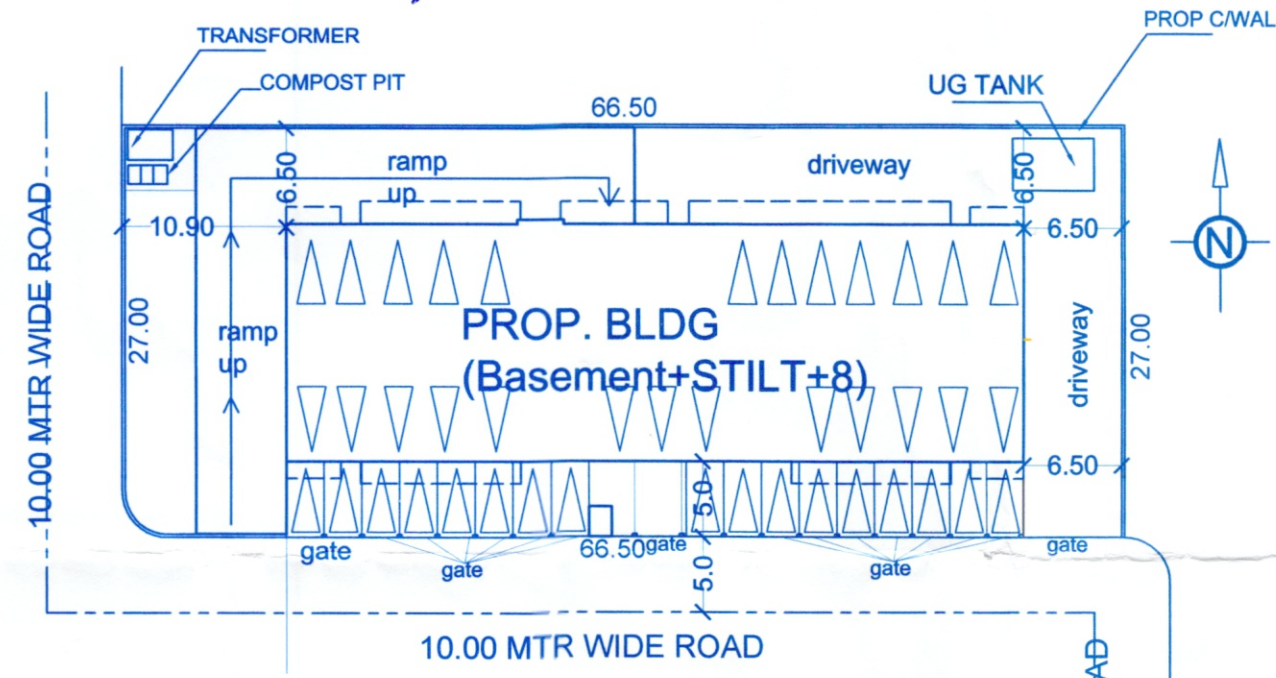 TRANSFORMER
PROP C/WAL
COMPOST PIT
UG TANK
66.50
6.50
ramp
up
driveway
6.50
10.90
6.50
N
10.00 MTR WIDE ROAD
27.00
ramp
up
PROP. BLDG
(Basement+STILT+8)
driveway
27.00
6.50
5.0
gate
66.50
gate
gate
gate
gate
5.0
10.00 MTR WIDE ROAD
AD